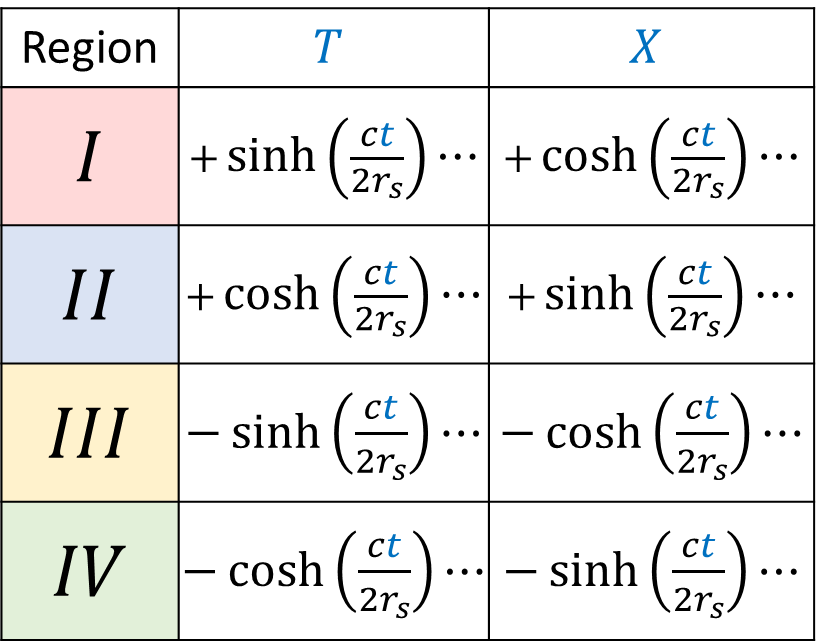 Region T X
I + sinh (ct/2r_s) ⋯ + cosh (ct/2r_s) ⋯
II + cosh (ct/2r_s) ⋯ + sinh (ct/2r_s) ⋯
III − sinh (ct/2r_s) ⋯ − cosh (ct/2r_s) ⋯
IV − cosh (ct/2r_s) ⋯ − sinh (ct/2r_s) ⋯